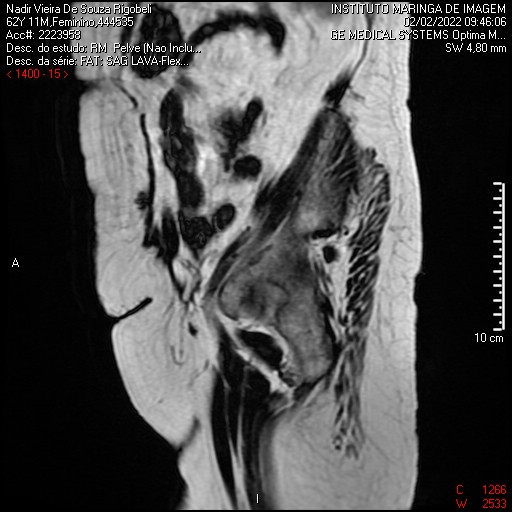 Nadir Vieira De Souza Rigobeli
62Y 11M,Feminino,444535
Acc#: 2223953
Desc. do estudo: RM Pelve (Nao Inclu...
Desc. da série: FAT: SAG LAVA-Flex...
< 1400 - 15 >
INSTITUTO MARINGA DE IMAGEM
02/02/2022 09:46:06
GE MEDICAL SYSTEMS Optima M...
SW 4,80 mm
A
10 cm
I
C 1266
W 2533